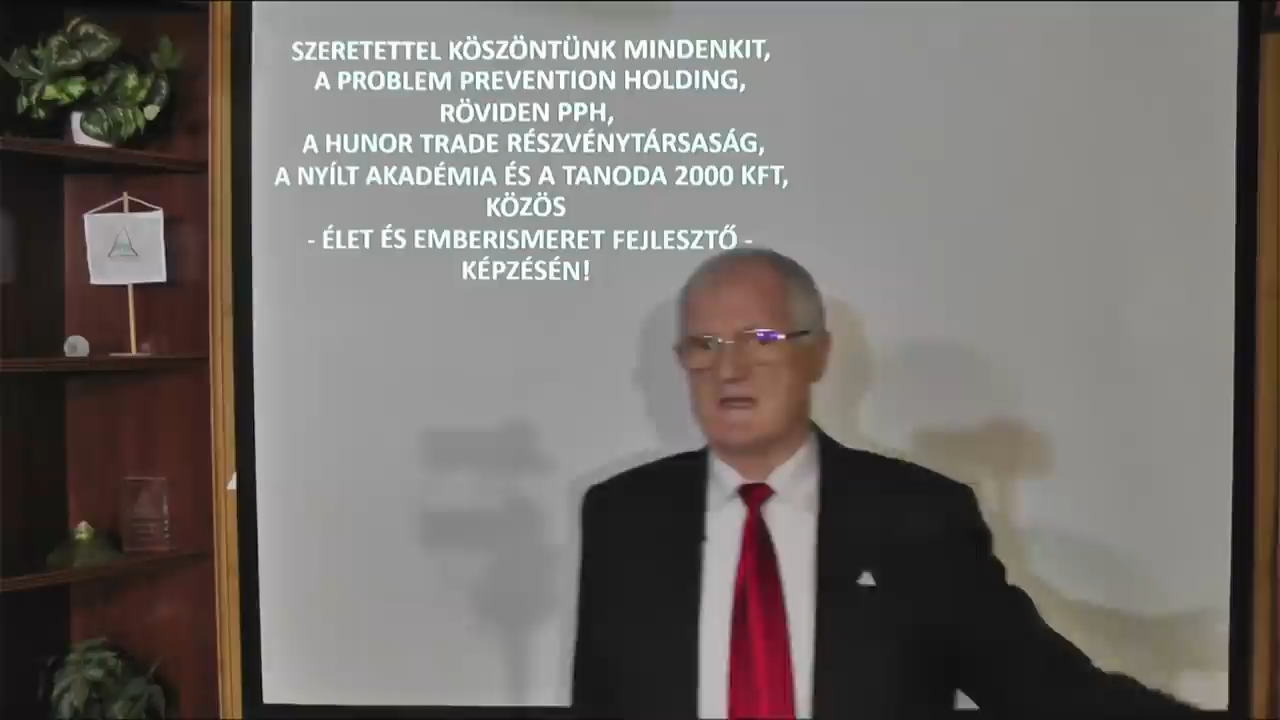 SZERETETTEL KÖSZÖNTÜNK MINDENKIT,
A PROBLEM PREVENTION HOLDING,
RÖVIDEN PPH,
A HUNOR TRADE RÉSZVÉNYTÁRSASÁG,
A NYÍLT AKADÉMIA ÉS A TANODA 2000 KFT,
KÖZÖS
- ÉLET ÉS EMBERISMERET FEJLESZTŐ -
KÉPZÉSÉN!